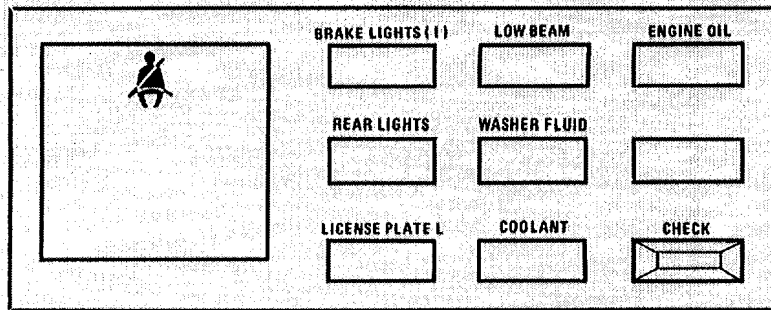 BRAKE LIGHTS (I) LOW BEAM ENGINE OIL
REAR LIGHTS WASHER FLUID
LICENSE PLATE L COOLANT CHECK